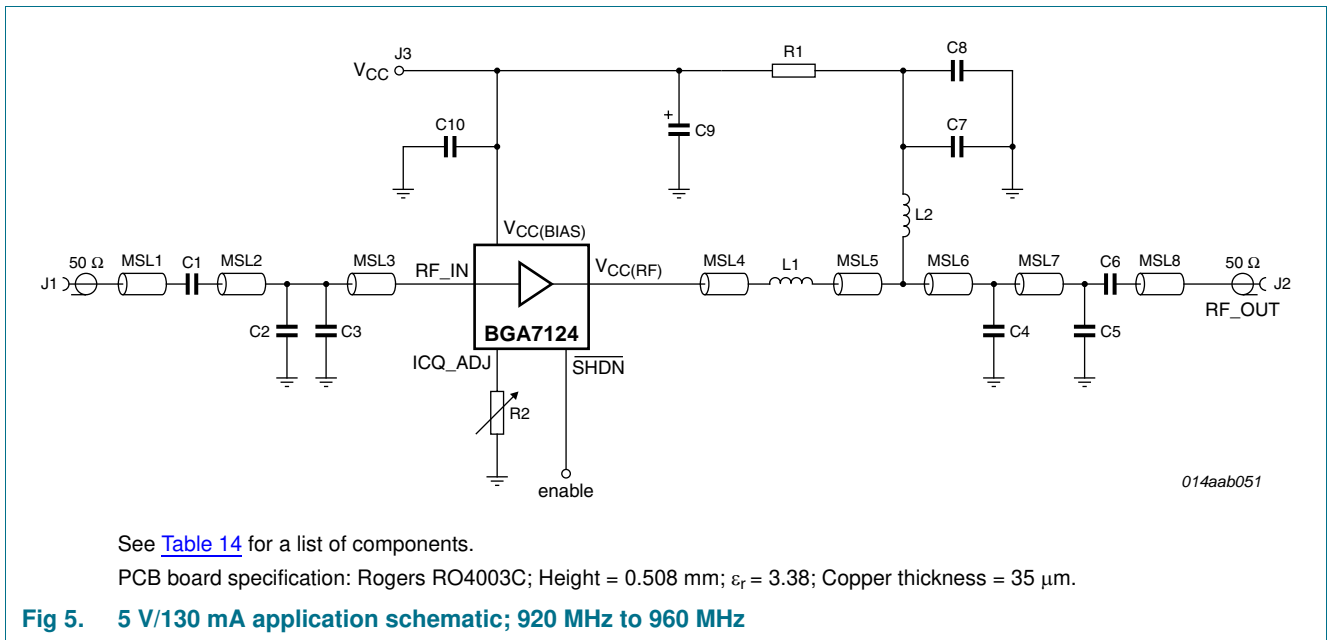 J3
R1
C8
VCC
C10
+
C9
C7
L2
VCC(BIAS)
50 Ω
MSL1
C1
MSL2
MSL3
RF_IN
VCC(RF)
MSL4
L1
MSL5
MSL6
MSL7
C6
MSL8
50 Ω
J1
J2
RF_OUT
C2
C3
BGA7124
C4
C5
ICQ_ADJ
SHDN
R2
enable
014aab051
See Table 14 for a list of components.
PCB board specification: Rogers RO4003C; Height = 0.508 mm; εr = 3.38; Copper thickness = 35 μm.
Fig 5. 5 V/130 mA application schematic; 920 MHz to 960 MHz